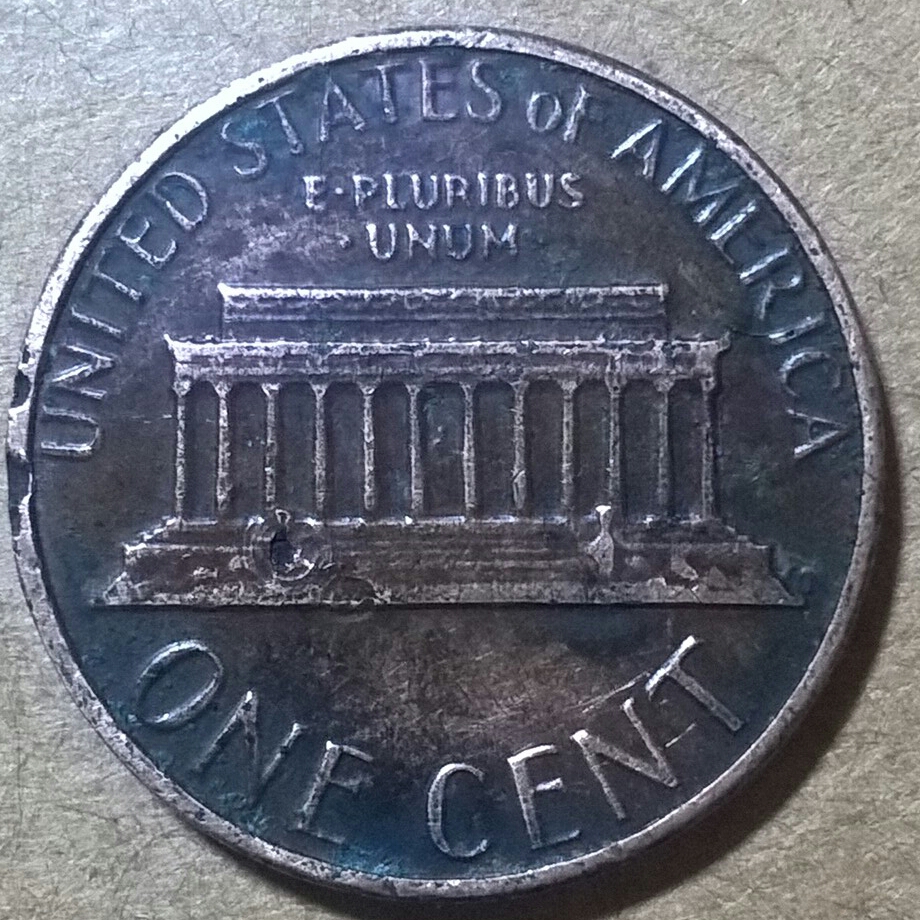 UNITED STATES of AMERICA
E·PLURIBUS
·UNUM·
ONE CENT